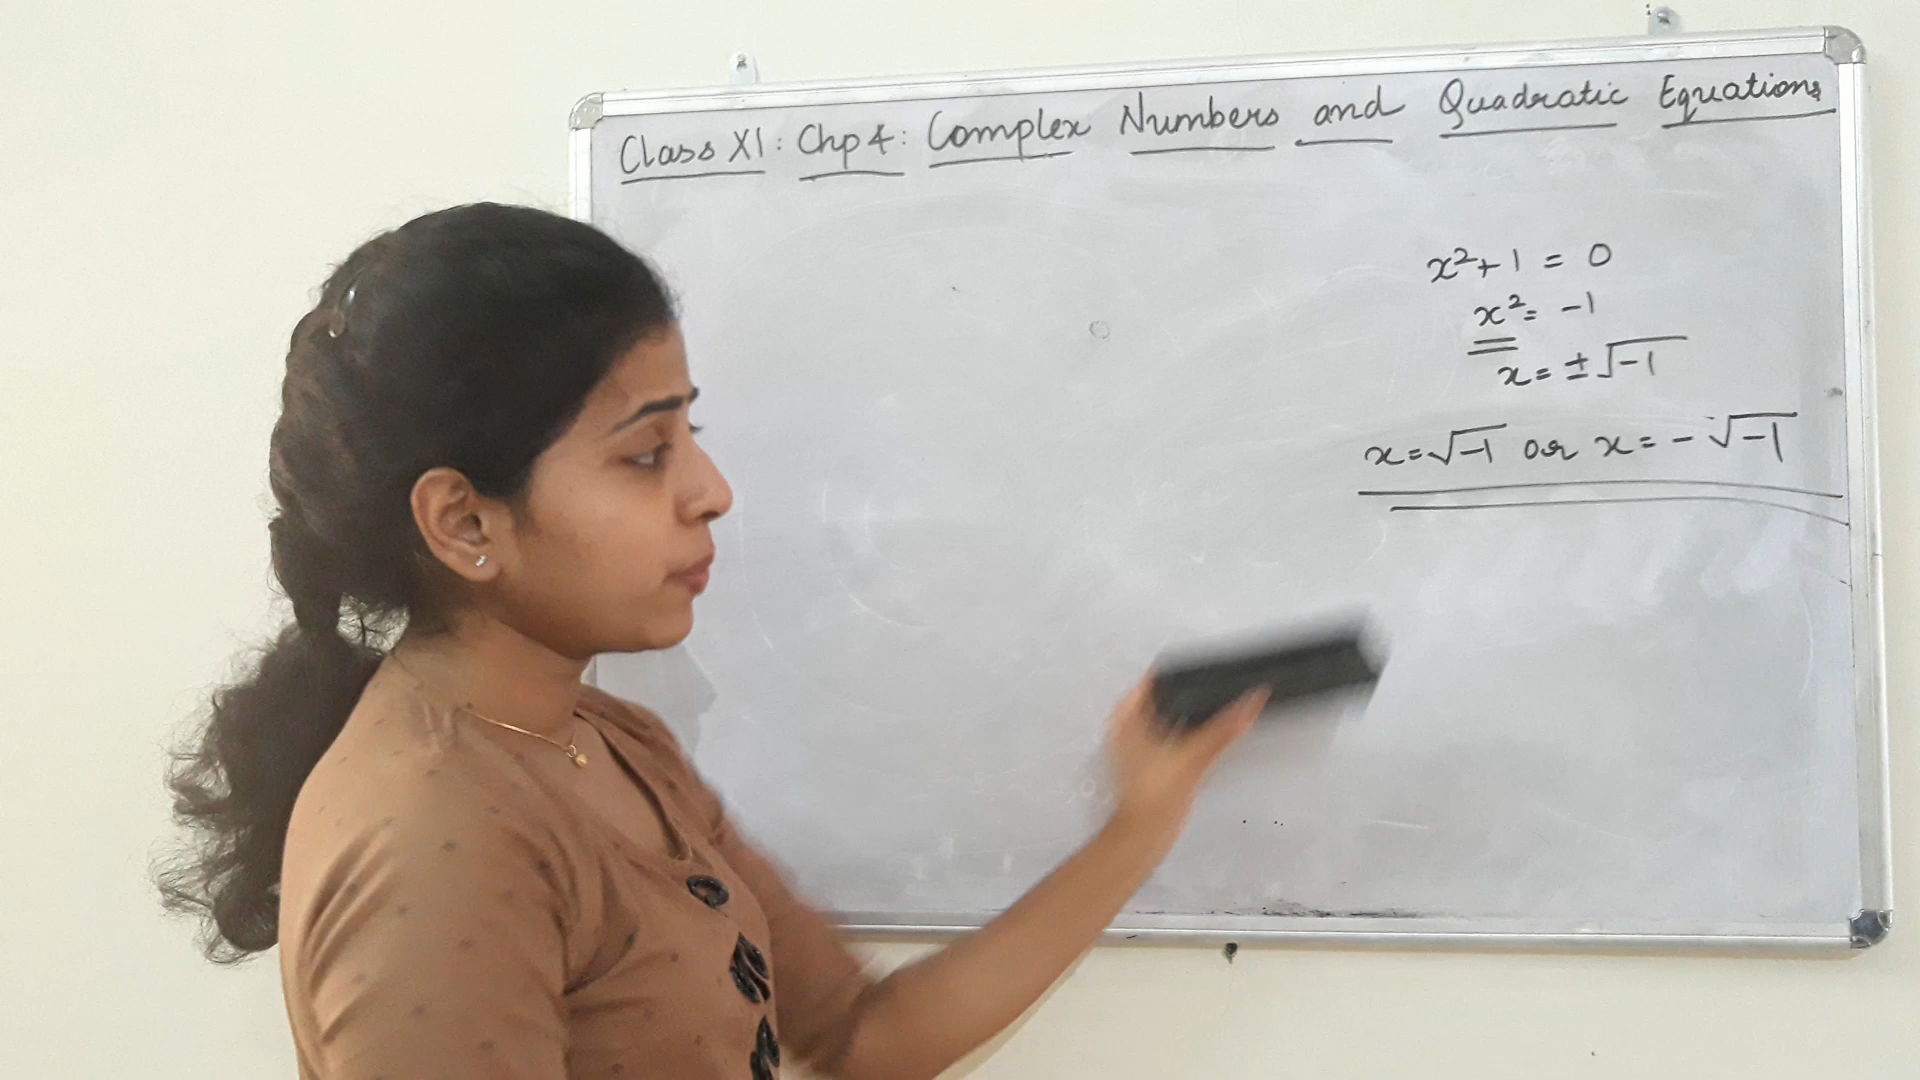 Class XI: Chp 4: Complex Numbers and Quadratic Equations
x² + 1 = 0
x² = -1
x = ± √-1
x = √-1 or x = - √-1